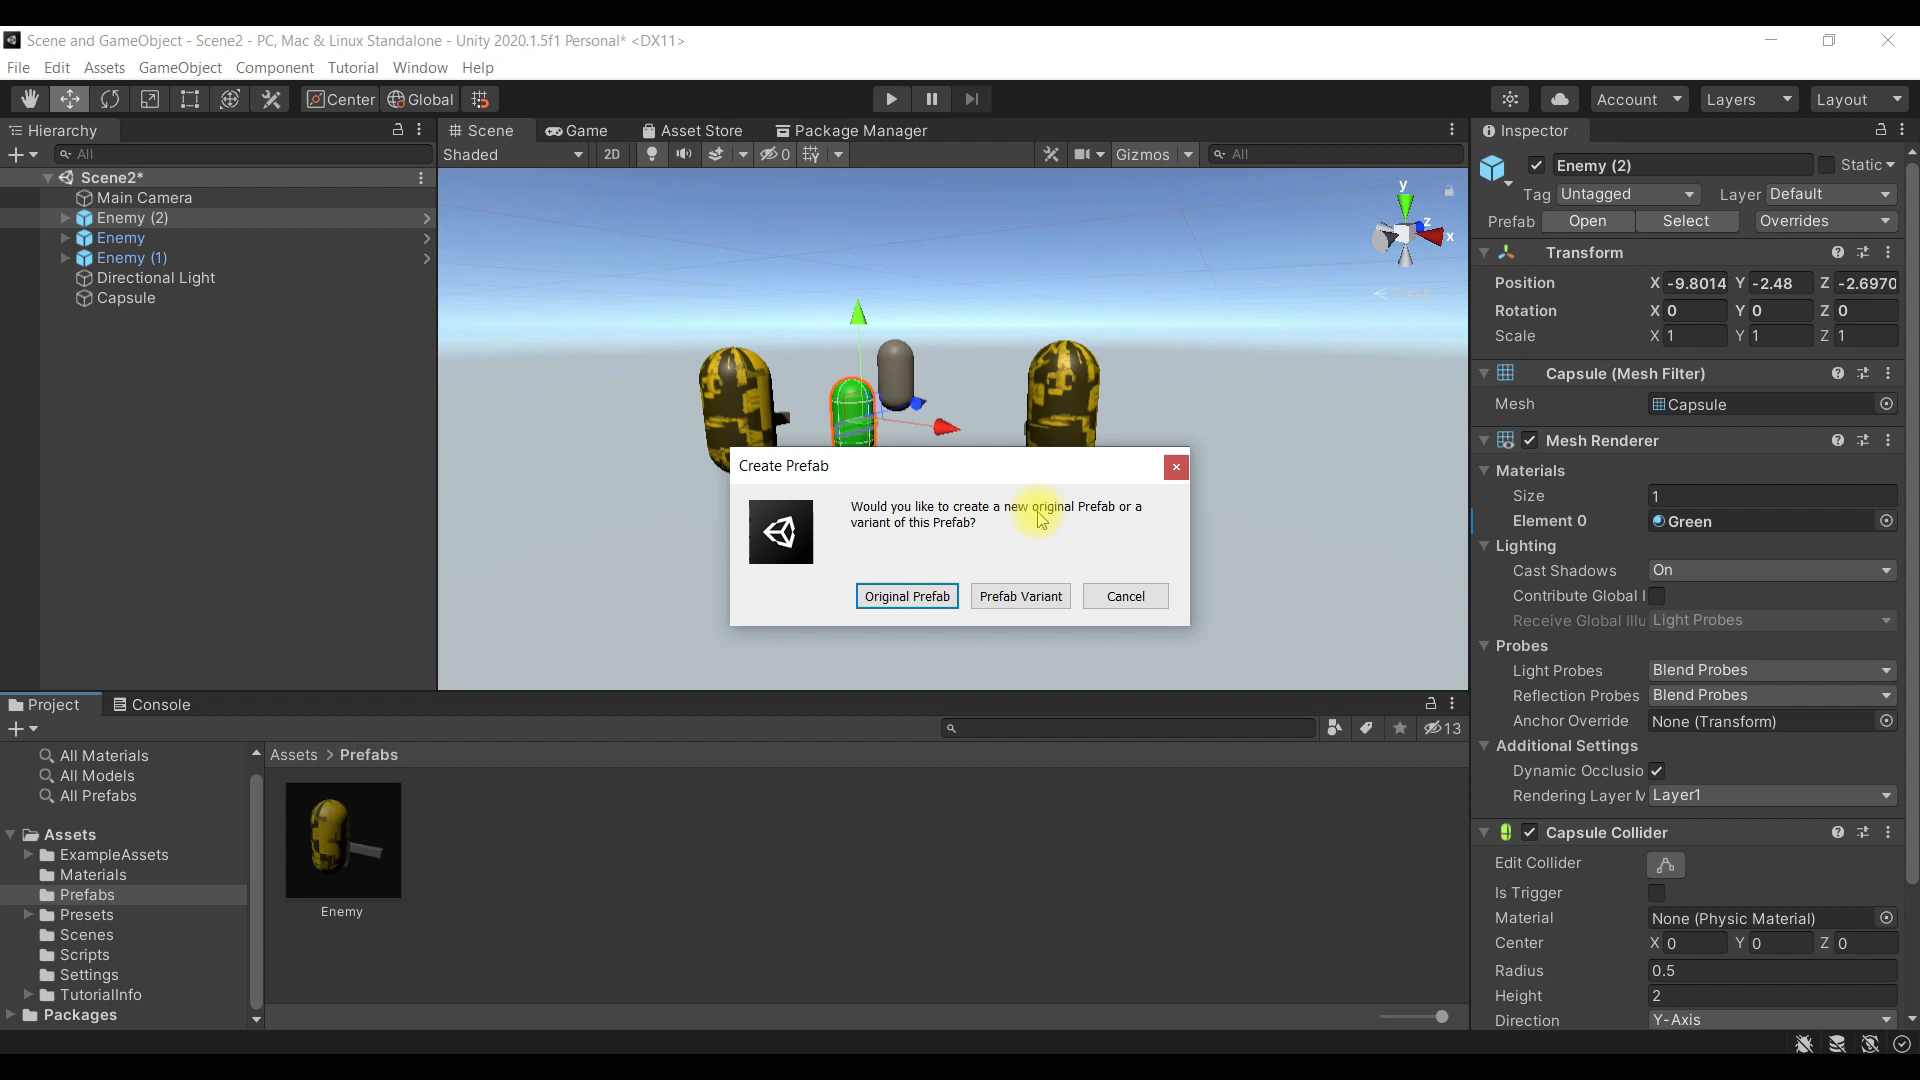 Scene and GameObject - Scene2 - PC, Mac & Linux Standalone - Unity 2020.1.5f1 Personal* <DX11>
File Edit Assets GameObject Component Tutorial Window Help
Center Global Account Layers Layout
Hierarchy
All
Scene2*
Main Camera
Enemy (2)
Enemy
Enemy (1)
Directional Light
Capsule
Scene Game Asset Store Package Manager
Shaded 2D 0 Gizmos All
y
z
x
Create Prefab
Would you like to create a new original Prefab or a
variant of this Prefab?
Original Prefab Prefab Variant Cancel
Project Console
13
All Materials
All Models
All Prefabs
Assets
ExampleAssets
Materials
Prefabs
Presets
Scenes
Scripts
Settings
TutorialInfo
Packages
Assets > Prefabs
Enemy
Inspector
Enemy (2) Static
Tag Untagged Layer Default
Prefab Open Select Overrides
Transform
Position X -9.8014 Y -2.48 Z -2.6970
Rotation X 0 Y 0 Z 0
Scale X 1 Y 1 Z 1
Capsule (Mesh Filter)
Mesh Capsule
Mesh Renderer
Materials
Size 1
Element 0 Green
Lighting
Cast Shadows On
Contribute Global I
Receive Global Illu Light Probes
Probes
Light Probes Blend Probes
Reflection Probes Blend Probes
Anchor Override None (Transform)
Additional Settings
Dynamic Occlusio
Rendering Layer M Layer1
Capsule Collider
Edit Collider
Is Trigger
Material None (Physic Material)
Center X 0 Y 0 Z 0
Radius 0.5
Height 2
Direction Y-Axis